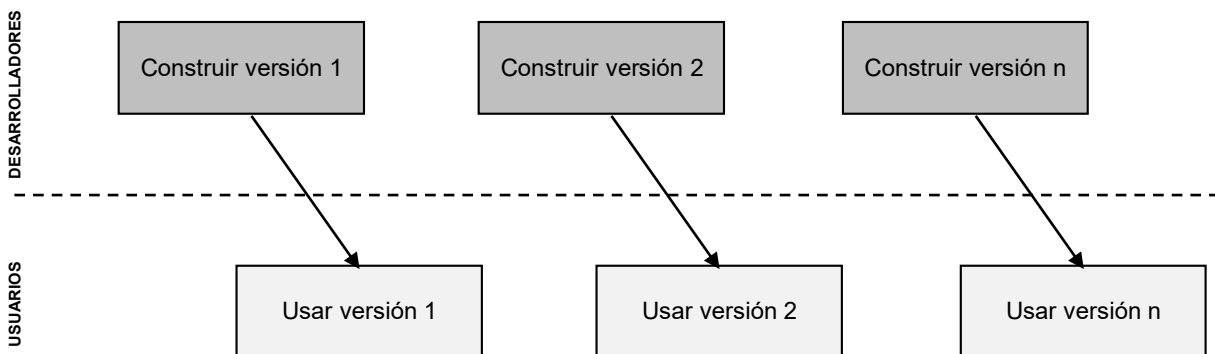 DESARROLLADORES
Construir versión 1
Construir versión 2
Construir versión n
USUARIOS
Usar versión 1
Usar versión 2
Usar versión n